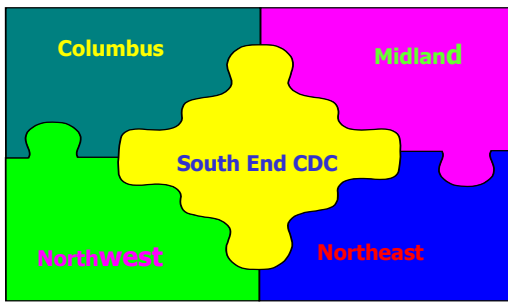 Columbus
Midland
South End CDC
Northwest
Northeast